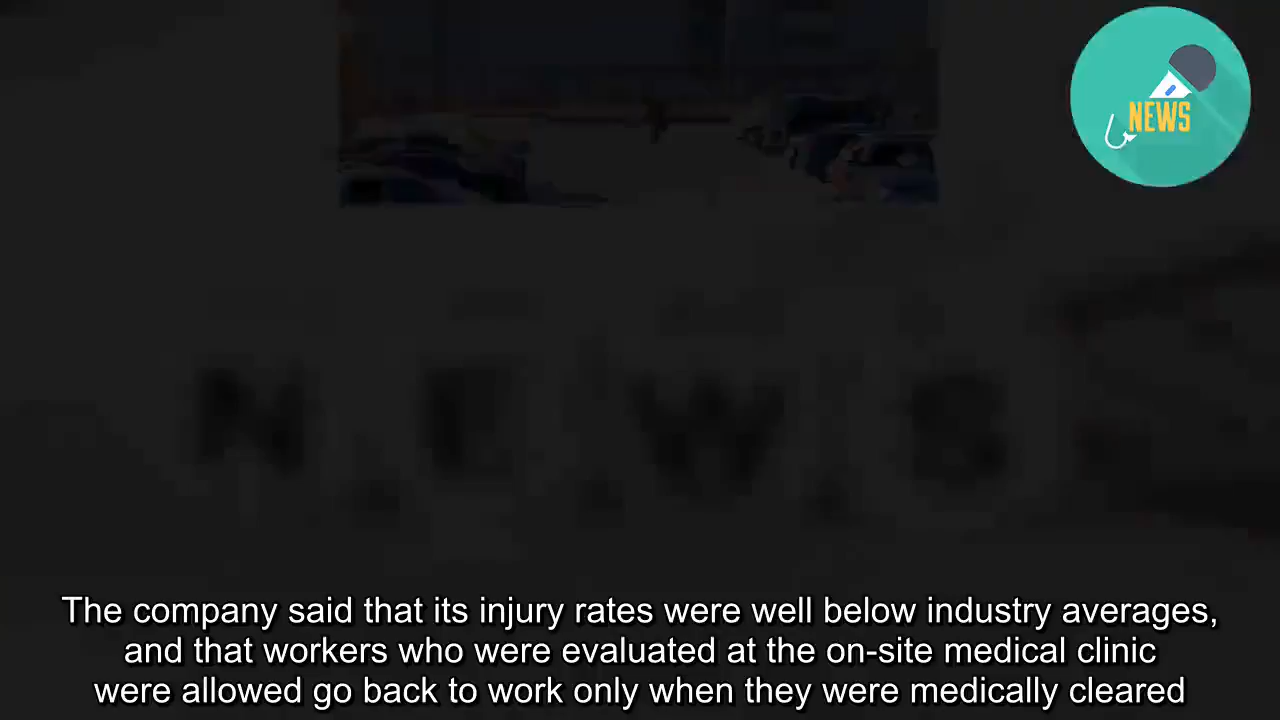 NEWS
N E W S
The company said that its injury rates were well below industry averages,
and that workers who were evaluated at the on-site medical clinic
were allowed go back to work only when they were medically cleared